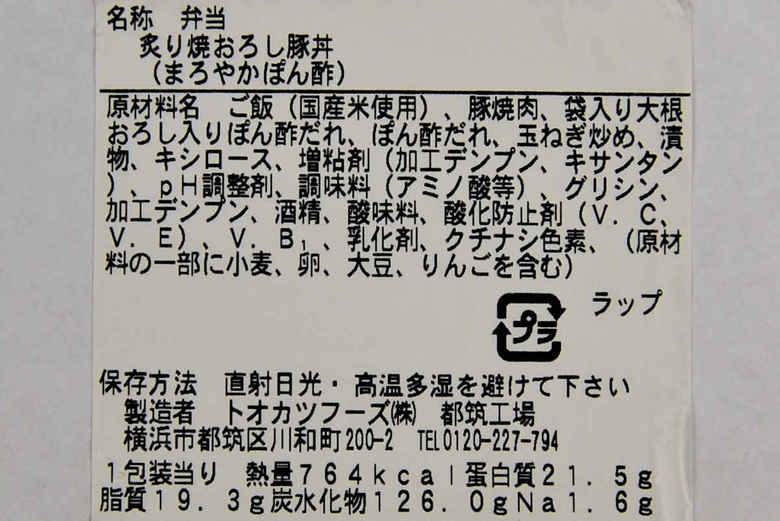 名称 弁当
炙り焼おろし豚丼
(まろやかぽん酢)
原材料名 ご飯(国産米使用)、豚焼肉、袋入り大根
おろし入りぽん酢だれ、ぽん酢だれ、玉ねぎ炒め、漬
物、キシロース、増粘剤(加工デンプン、キサンタン
)、pH調整剤、調味料(アミノ酸等)、グリシン、
加工デンプン、酒精、酸味料、酸化防止剤(V.C、
V.E)、V.B₁、乳化剤、クチナシ色素、(原材
料の一部に小麦、卵、大豆、りんごを含む)
プラ ラップ
保存方法 直射日光・高温多湿を避けて下さい
製造者 トオカツフーズ㈱ 都筑工場
横浜市都筑区川和町200-2 TEL0120-227-794
1包装当り 熱量764kcal蛋白質21.5g
脂質19.3g炭水化物126.0gNa1.6g